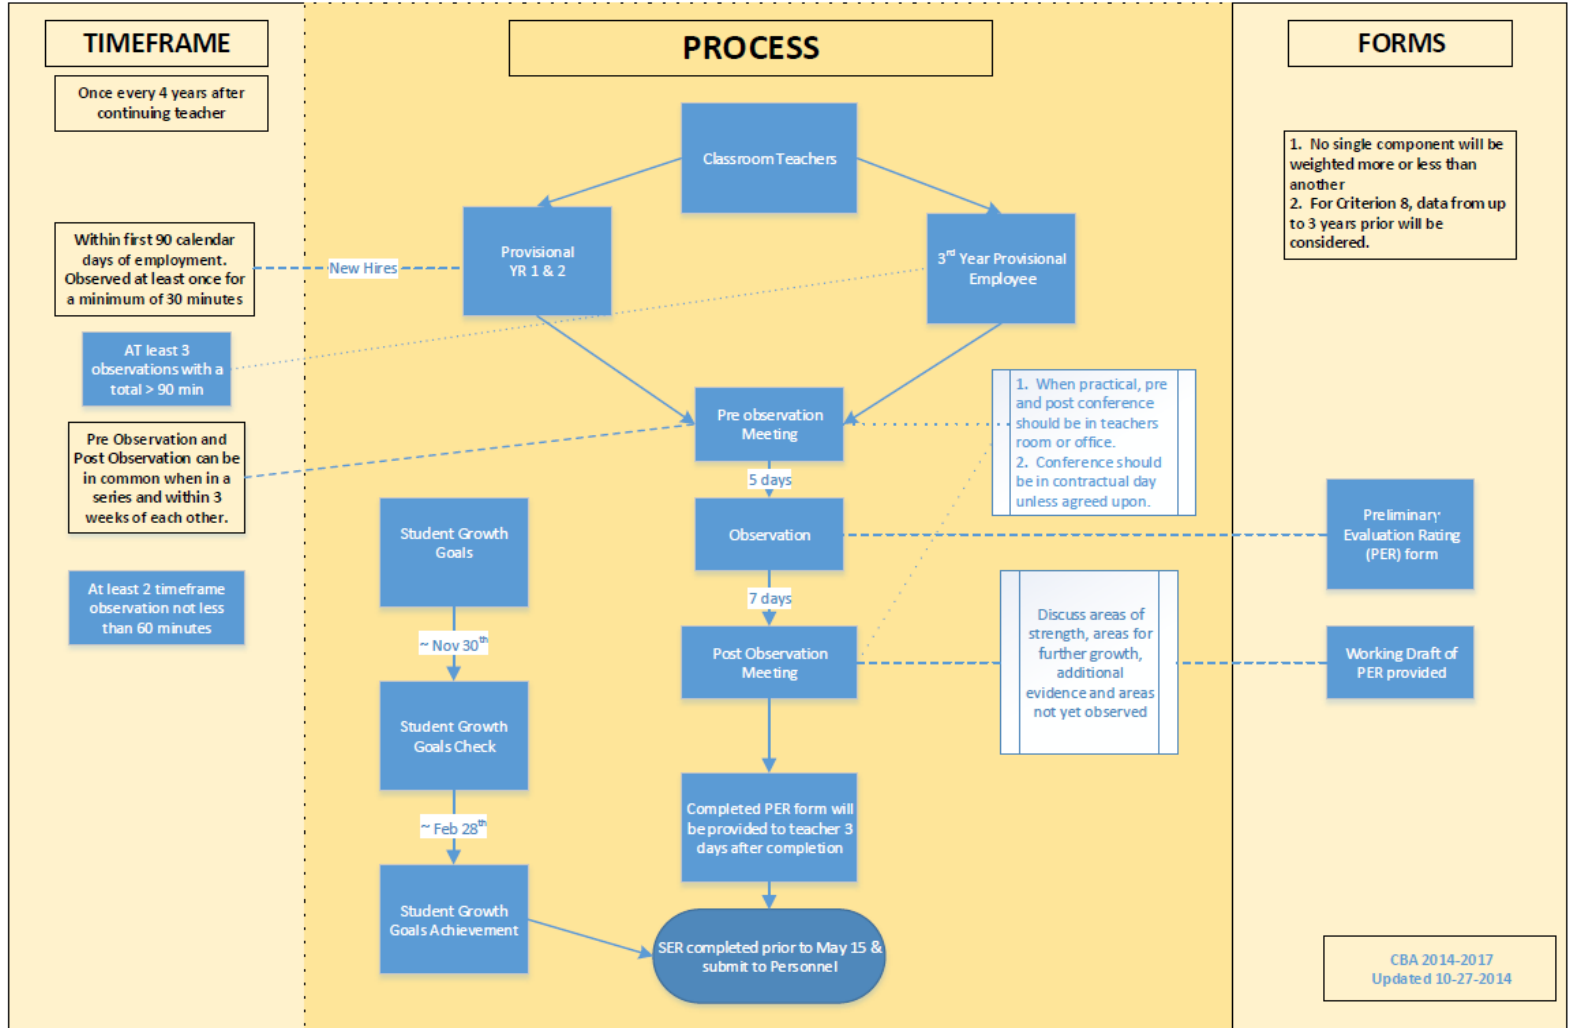 TIMEFRAME
Once every 4 years after
continuing teacher
Within first 90 calendar
days of employment.
Observed at least once for
a minimum of 30 minutes
AT least 3
observations with a
total > 90 min
Pre Observation and
Post Observation can be
in common when in a
series and within 3
weeks of each other.
At least 2 timeframe
observation not less
than 60 minutes
PROCESS
Classroom Teachers
Provisional
YR 1 & 2
New Hires
3rd Year Provisional
Employee
Pre observation
Meeting
1. When practical, pre
and post conference
should be in teachers
room or office.
2. Conference should
be in contractual day
unless agreed upon.
5 days
Observation
7 days
Post Observation
Meeting
Discuss areas of
strength, areas for
further growth,
additional
evidence and areas
not yet observed
Completed PER form will
be provided to teacher 3
days after completion
Student Growth
Goals
~ Nov 30th
Student Growth
Goals Check
~ Feb 28th
Student Growth
Goals Achievement
SER completed prior to May 15 &
submit to Personnel
FORMS
1. No single component will be
weighted more or less than
another
2. For Criterion 8, data from up
to 3 years prior will be
considered.
Preliminary
Evaluation Rating
(PER) form
Working Draft of
PER provided
CBA 2014-2017
Updated 10-27-2014